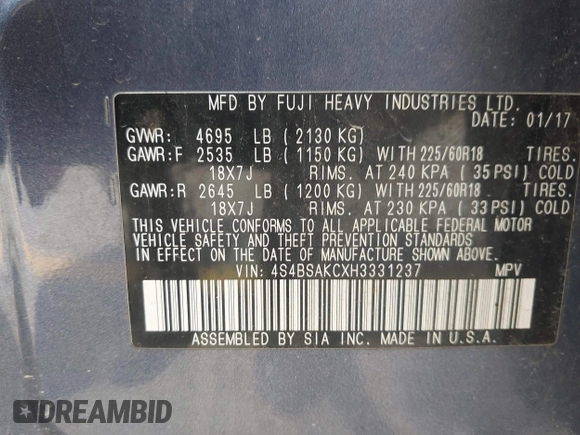 MFD BY FUJI HEAVY INDUSTRIES LTD.
DATE: 01/17
GVWR: 4695 LB (2130 KG)
GAWR:F 2535 LB (1150 KG) WITH 225/60R18 TIRES.
18X7J RIMS. AT 240 KPA (35 PSI) COLD
GAWR:R 2645 LB (1200 KG) WITH 225/60R18 TIRES.
18X7J RIMS. AT 230 KPA (33 PSI) COLD
THIS VEHICLE CONFORMS TO ALL APPLICABLE FEDERAL MOTOR
VEHICLE SAFETY AND THEFT PREVENTION STANDARDS
IN EFFECT ON THE DATE OF MANUFACTURE SHOWN ABOVE.
VIN: 4S4BSAKCXH3331237 MPV
ASSEMBLED BY SIA INC. MADE IN U.S.A.
DREAMBID